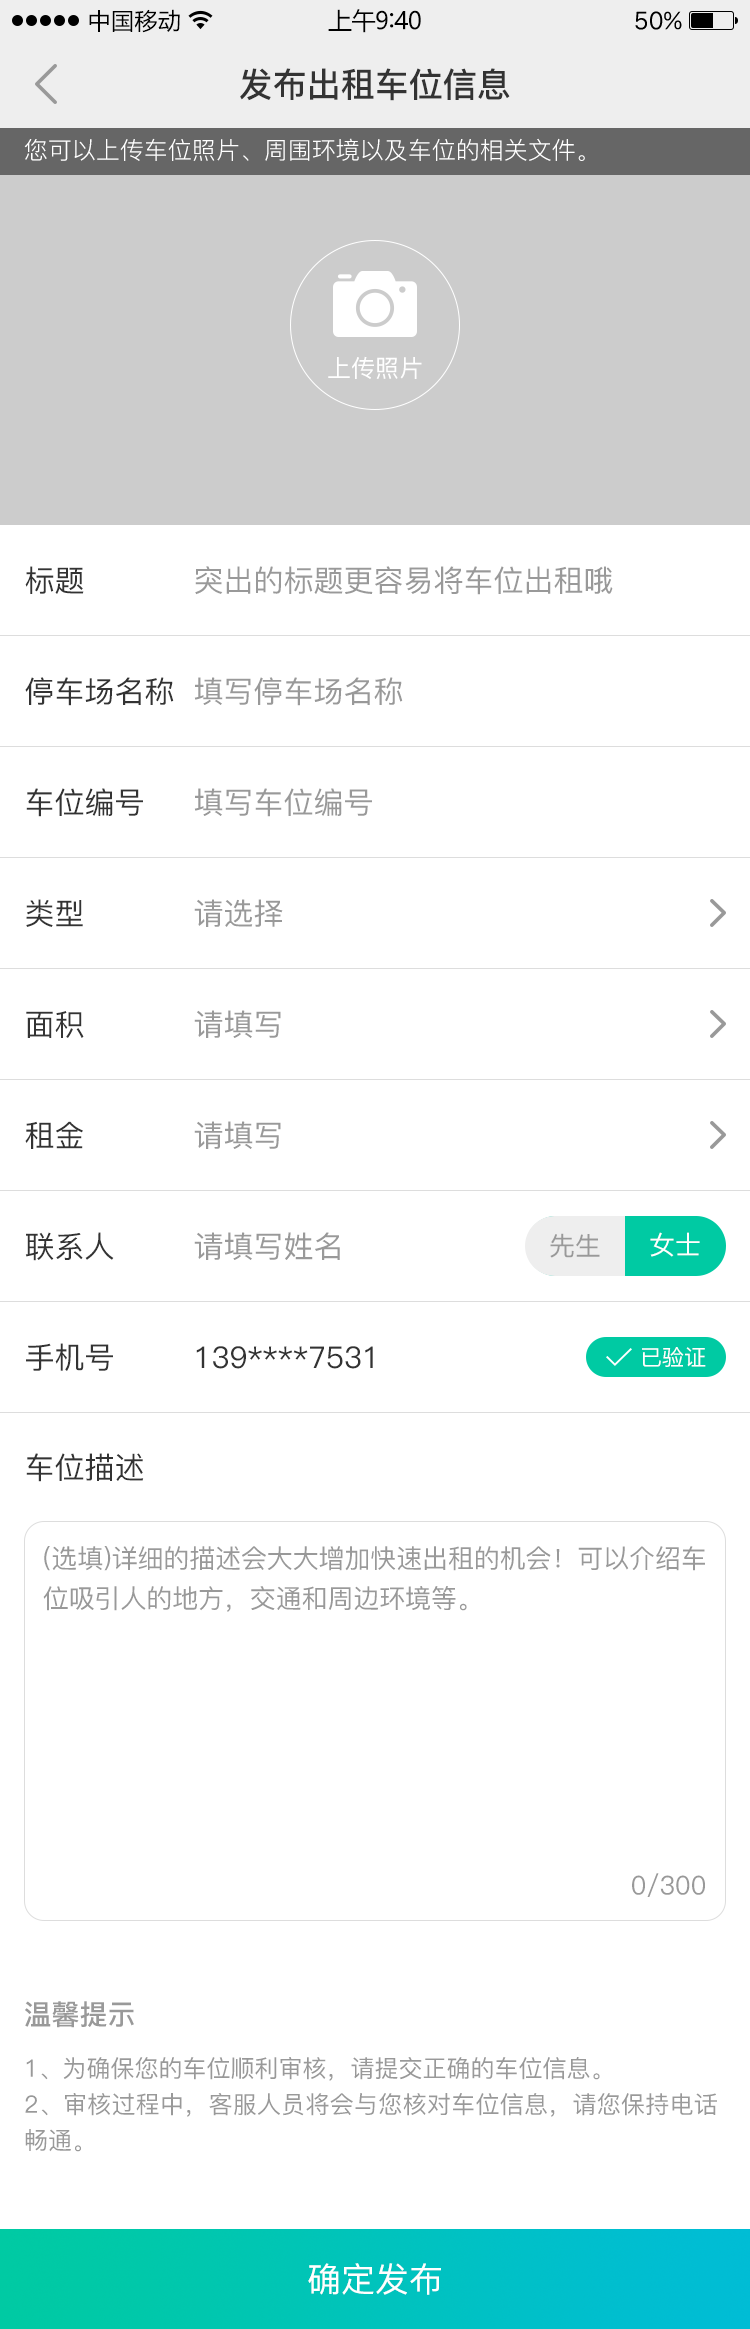 中国移动 上午9:40 50%
发布出租车位信息
您可以上传车位照片、周围环境以及车位的相关文件。
上传照片
标题 突出的标题更容易将车位出租哦
停车场名称 填写停车场名称
车位编号 填写车位编号
类型 请选择
面积 请填写
租金 请填写
联系人 请填写姓名 先生 女士
手机号 139****7531 已验证
车位描述
(选填)详细的描述会大大增加快速出租的机会！可以介绍车
位吸引人的地方，交通和周边环境等。
0/300
温馨提示
1、为确保您的车位顺利审核，请提交正确的车位信息。
2、审核过程中，客服人员将会与您核对车位信息，请您保持电话
畅通。
确定发布